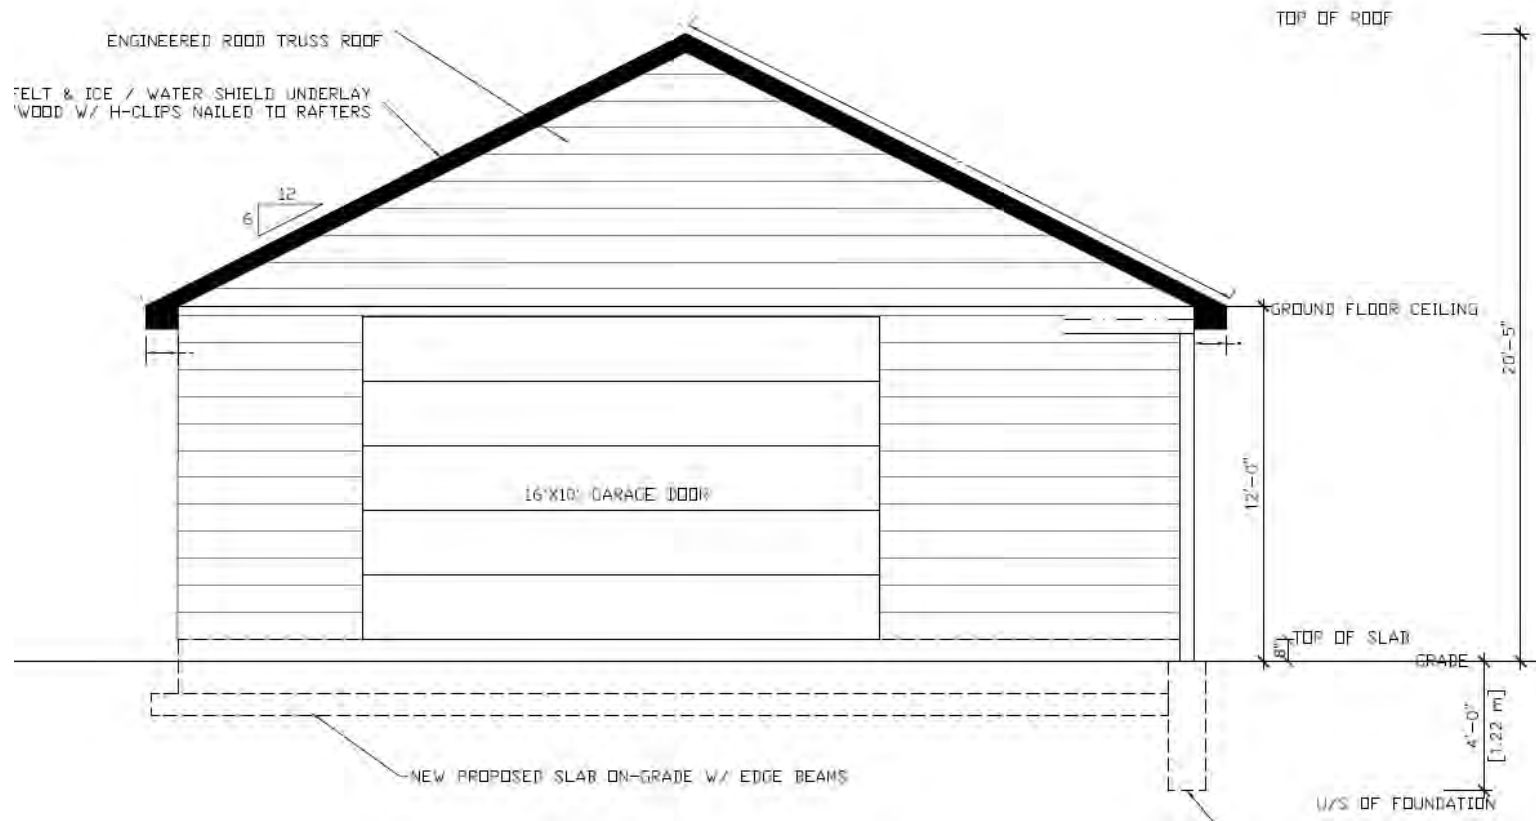 TOP OF ROOF
ENGINEERED ROOD TRUSS ROOF
FELT & ICE / WATER SHIELD UNDERLAY
WOOD W/ H-CLIPS NAILED TO RAFTERS
12
6
GROUND FLOOR CEILING
20'-5"
16'X10' GARAGE DOOR
12'-0"
8"
TOP OF SLAB
GRADE
4'-0"
[1.22 m]
NEW PROPOSED SLAB ON-GRADE W/ EDGE BEAMS
U/S OF FOUNDATION